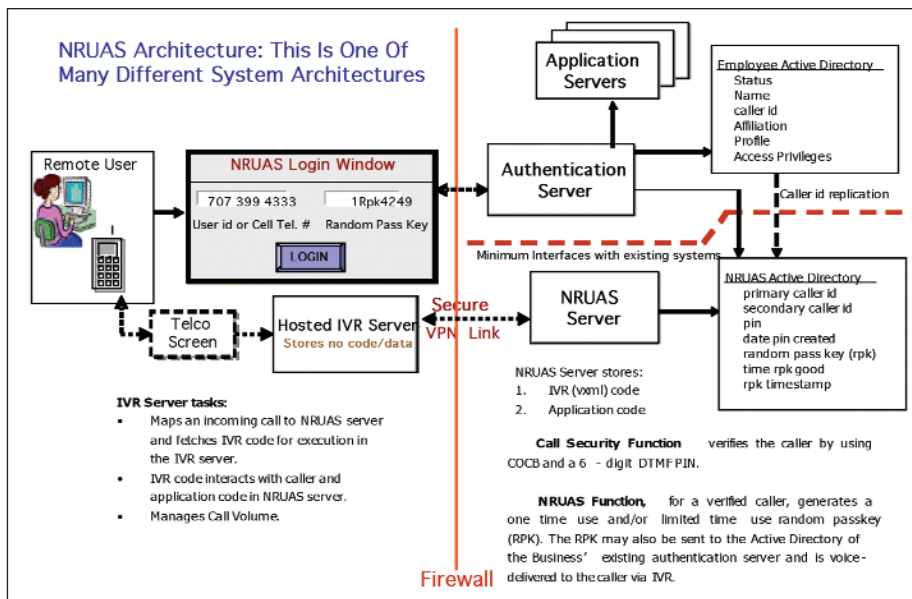 NRUAS Architecture: This Is One Of
Many Different System Architectures
Remote User
NRUAS Login Window
707 399 4333
1Rpk4249
User id or Cell Tel. #
Random Pass Key
LOGIN
Telco
Screen
Hosted IVR Server
Stores no code/data
Secure
VPN Link
IVR Server tasks:
• Maps an incoming call to NRUAS server
and fetches IVR code for execution in
the IVR server.
• IVR code interacts with caller and
application code in NRUAS server.
• Manages Call Volume.
Firewall
Application
Servers
Authentication
Server
Employee Active Directory
Status
Name
caller id
Affiliation
Profile
Access Privileges
Caller id replication
Minimum Interfaces with existing systems
NRUAS
Server
NRUAS Active Directory
primary caller id
secondary caller id
pin
date pin created
random pass key (rpk)
time rpk good
rpk timestamp
NRUAS Server stores:
1. IVR (vxml) code
2. Application code
Call Security Function verifies the caller by using
COCB and a 6 - digit DTMF PIN.
NRUAS Function, for a verified caller, generates a
one time use and/or limited time use random passkey
(RPK). The RPK may also be sent to the Active Directory of
the Business' existing authentication server and is voice-
delivered to the caller via IVR.